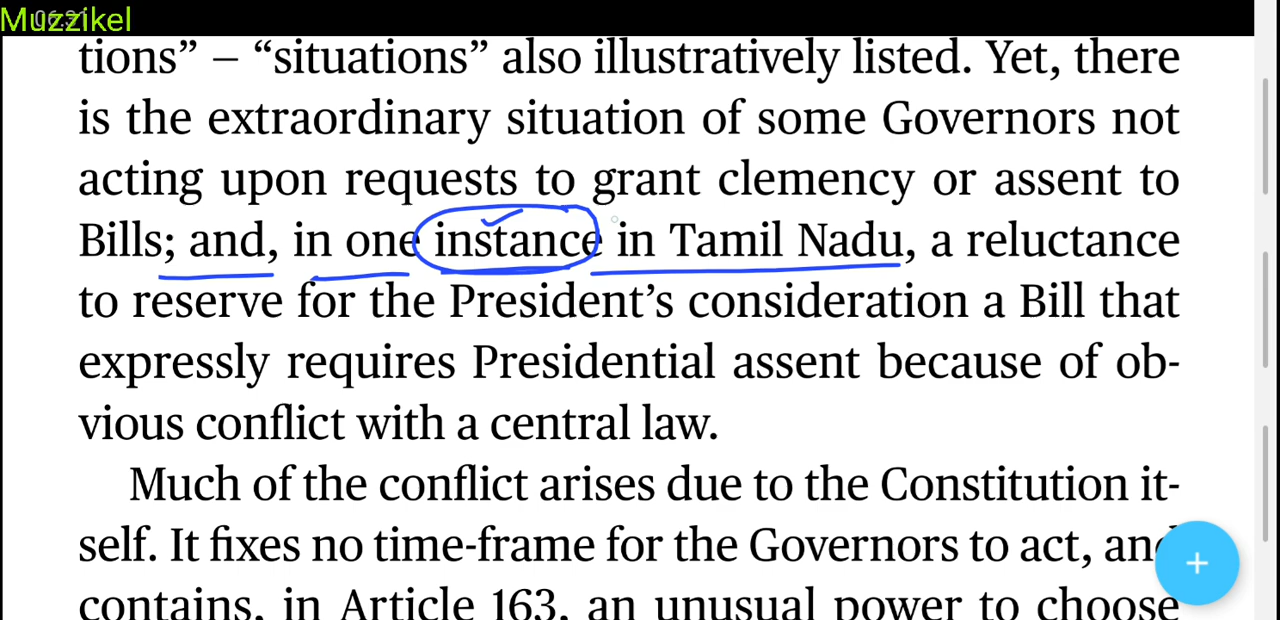 Muzzikel
tions” – “situations” also illustratively listed. Yet, there
is the extraordinary situation of some Governors not
acting upon requests to grant clemency or assent to
Bills; and, in one instance in Tamil Nadu, a reluctance
to reserve for the President’s consideration a Bill that
expressly requires Presidential assent because of ob-
vious conflict with a central law.
Much of the conflict arises due to the Constitution it-
self. It fixes no time-frame for the Governors to act, and
contains, in Article 163, an unusual power to choose